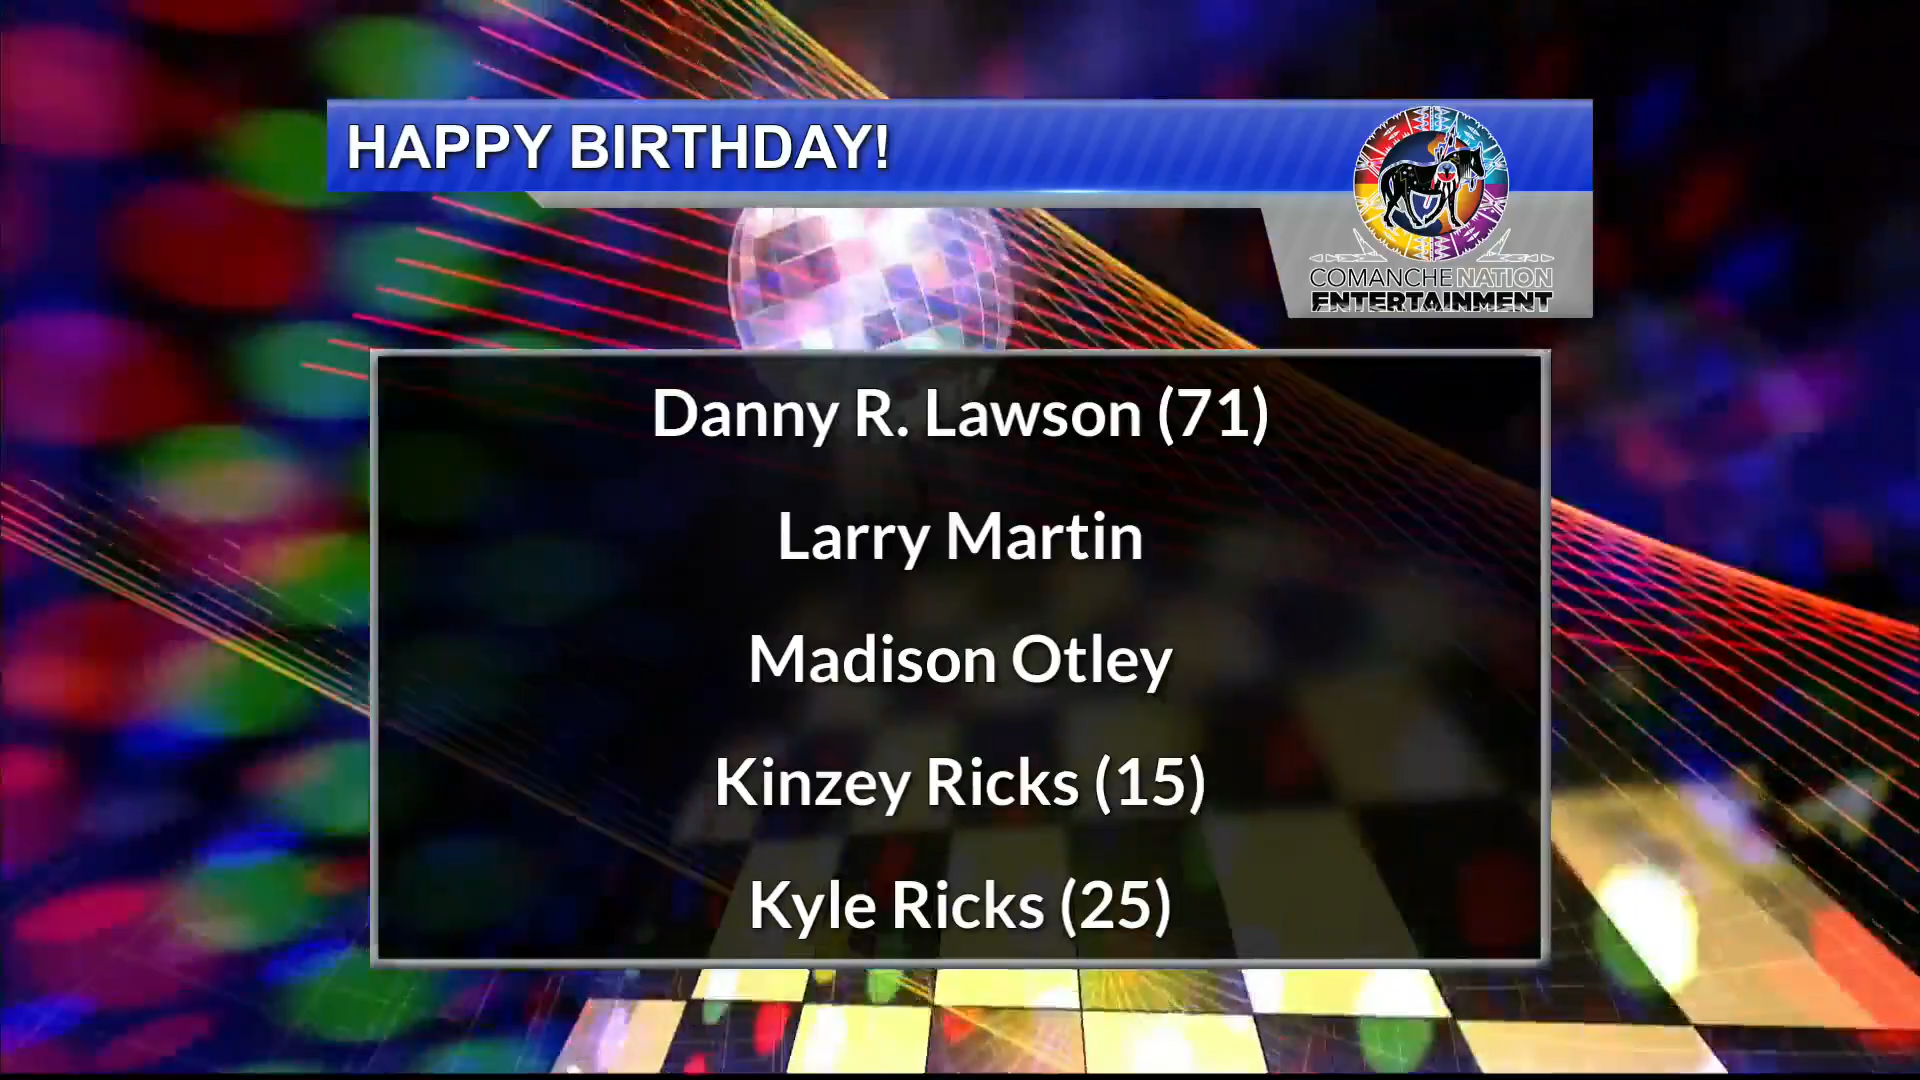 HAPPY BIRTHDAY!
COMANCHE NATION
ENTERTAINMENT
Danny R. Lawson (71)
Larry Martin
Madison Otley
Kinzey Ricks (15)
Kyle Ricks (25)